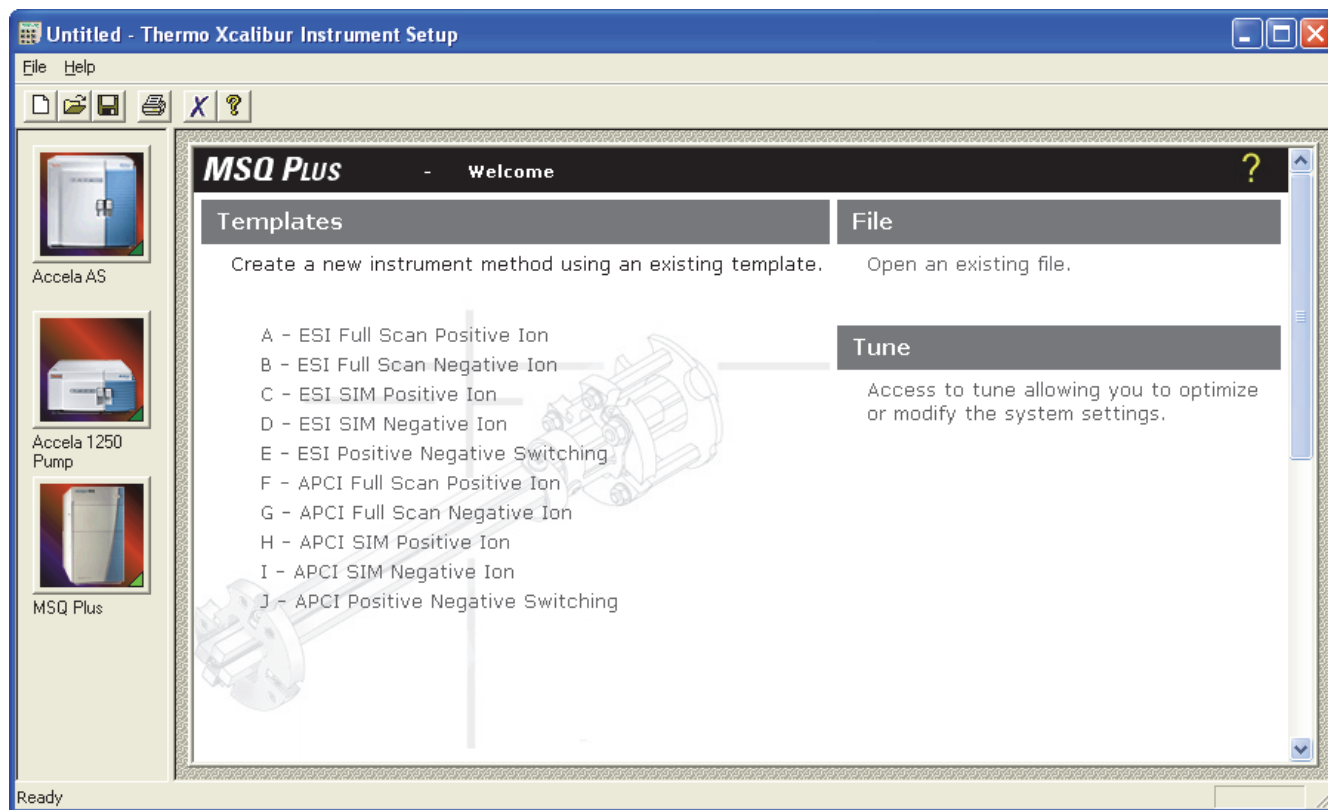 Untitled - Thermo Xcalibur Instrument Setup
File Help
Accela AS
Accela 1250
Pump
MSQ Plus
MSQ PLUS - Welcome
?
Templates
Create a new instrument method using an existing template.
A - ESI Full Scan Positive Ion
B - ESI Full Scan Negative Ion
C - ESI SIM Positive Ion
D - ESI SIM Negative Ion
E - ESI Positive Negative Switching
F - APCI Full Scan Positive Ion
G - APCI Full Scan Negative Ion
H - APCI SIM Positive Ion
I - APCI SIM Negative Ion
J - APCI Positive Negative Switching
File
Open an existing file.
Tune
Access to tune allowing you to optimize
or modify the system settings.
Ready